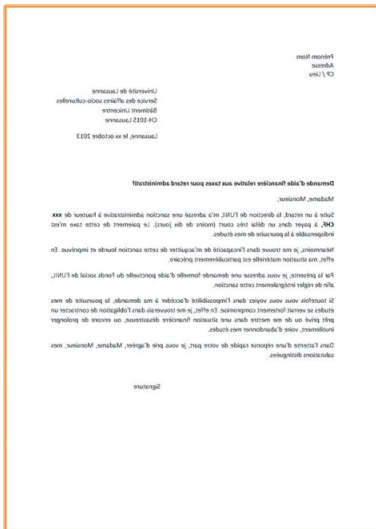 Prénom Nom
Adresse
CP / Lieu
Université de Lausanne
Service des affaires socio-culturelles
Bâtiment Unicentre
CH-1015 Lausanne
Lausanne, le xx octobre 2013
Demande d'aide financière relative aux taxes pour retard administratif
Madame, Monsieur,
Suite à un retard, la direction de l'UNIL m'a adressé une sanction administrative à hauteur de xxx
CHF, à payer dans un délai très court (moins de dix jours). Le paiement de cette taxe m'est
indispensable à la poursuite de mes études.
Néanmoins, je me trouve dans l'incapacité de m'acquitter de cette sanction lourde et imprévue. En
effet, ma situation matérielle est particulièrement précaire.
Par la présente, je vous adresse une demande formelle d'aide ponctuelle du Fonds social de l'UNIL,
afin de régler intégralement cette sanction.
Si toutefois vous vous voyiez dans l'impossibilité d'accéder à ma demande, la poursuite de mes
études se verrait fortement compromise. En effet, je me trouverais dans l'obligation de contracter un
prêt privé ou de me mettre dans une situation financière désastreuse, ou encore de prolonger
inutilement, voire d'abandonner mes études.
Dans l'attente d'une réponse rapide de votre part, je vous prie d'agréer, Madame, Monsieur, mes
salutations distinguées.
Signature